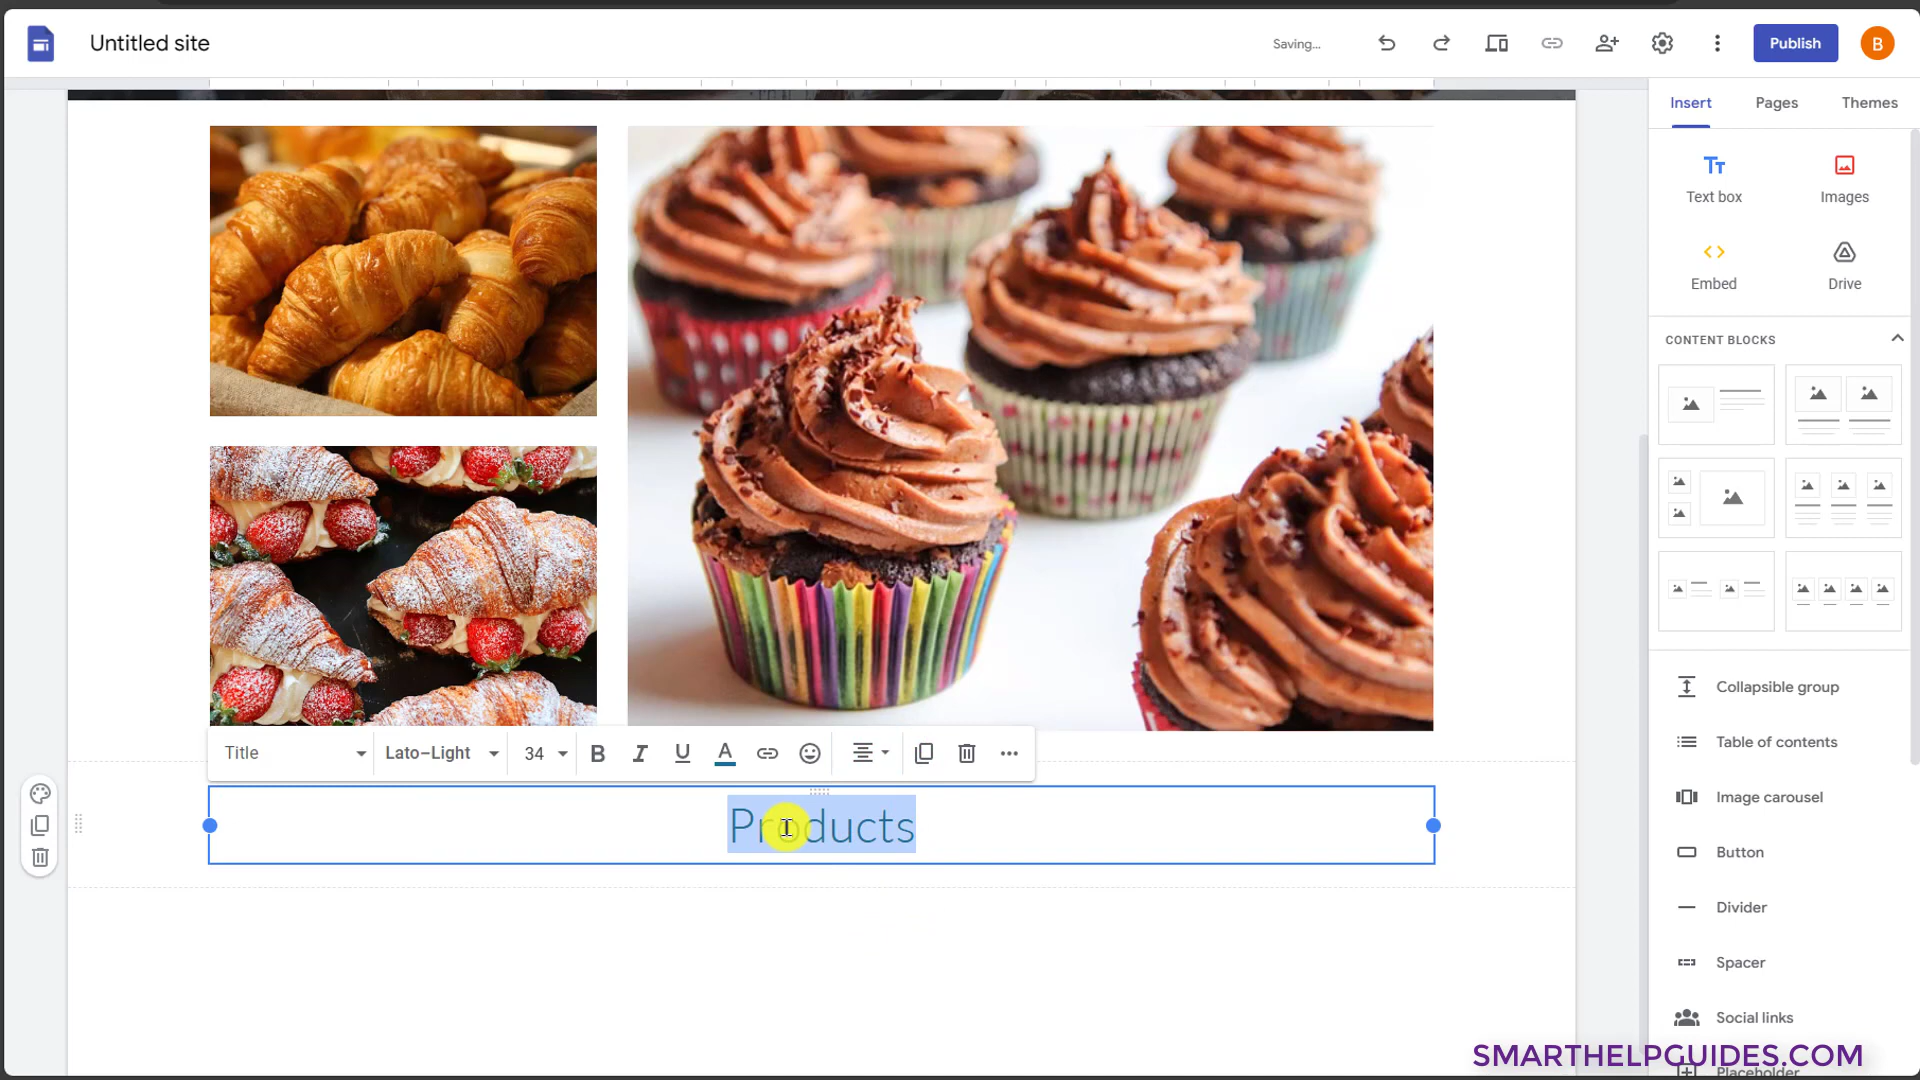 Untitled site
Saving...
Publish
B
Insert
Pages
Themes
Text box
Images
Embed
Drive
CONTENT BLOCKS
Collapsible group
Table of contents
Image carousel
Button
Divider
Spacer
Social links
Placeholder
Title
Lato-Light
34
B
I
U
A
Products
SMARTHELPGUIDES.COM